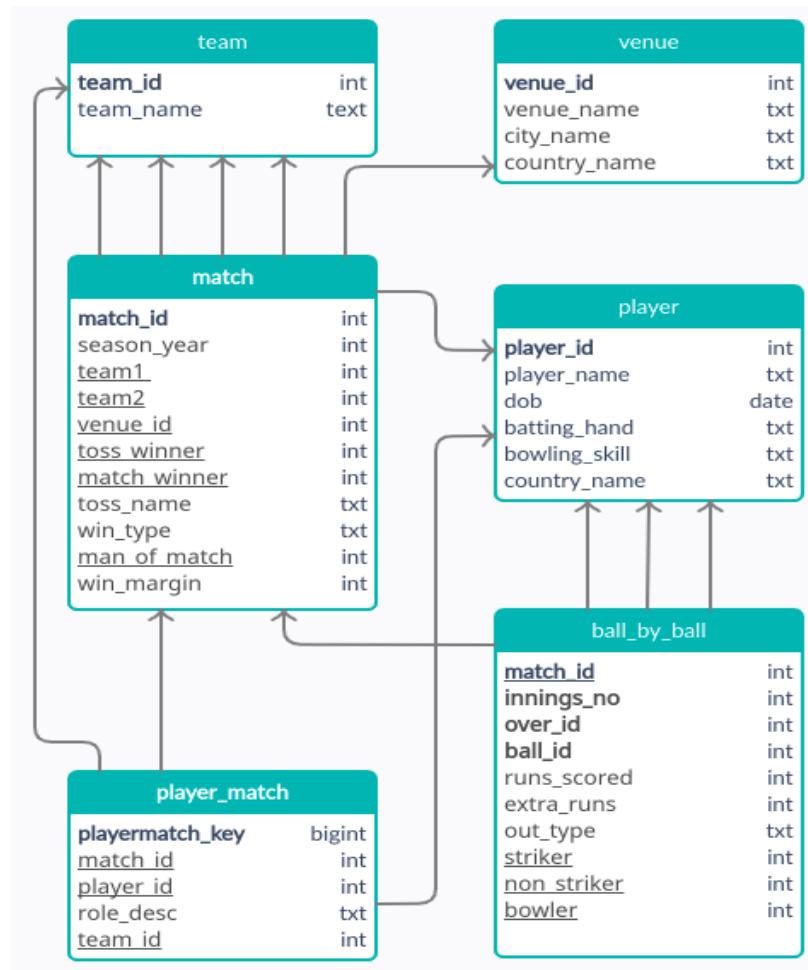 team
team_id int
team_name text
venue
venue_id int
venue_name txt
city_name txt
country_name txt
match
match_id int
season_year int
team1 int
team2 int
venue_id int
toss_winner int
match_winner int
toss_name txt
win_type txt
man_of_match int
win_margin int
player
player_id int
player_name txt
dob date
batting_hand txt
bowling_skill txt
country_name txt
player_match
playermatch_key bigint
match_id int
player_id int
role_desc txt
team_id int
ball_by_ball
match_id int
innings_no int
over_id int
ball_id int
runs_scored int
extra_runs int
out_type txt
striker int
non_striker int
bowler int